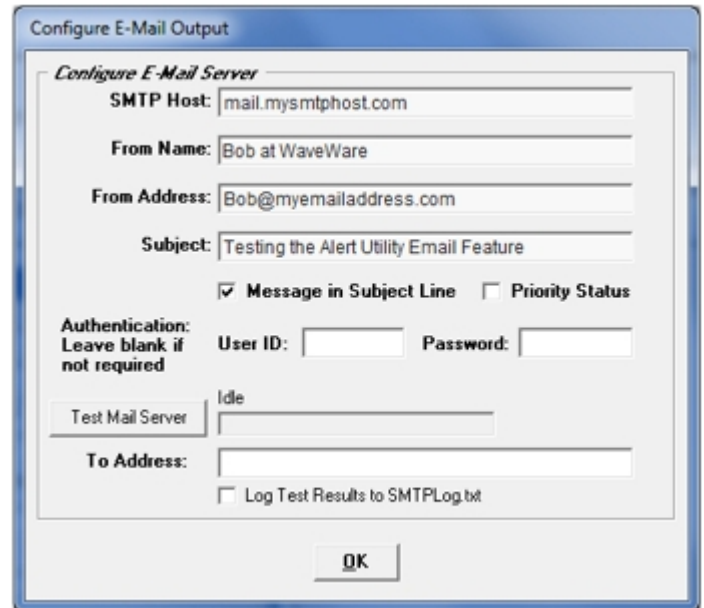 Configure E-Mail Output
Configure E-Mail Server
SMTP Host: mail.mysmtphost.com
From Name: Bob at WaveWare
From Address: Bob@myemailaddress.com
Subject: Testing the Alert Utility Email Feature
Message in Subject Line Priority Status
Authentication:
Leave blank if
not required
User ID: Password:
Idle
Test Mail Server
To Address:
Log Test Results to SMTPLog.txt
OK